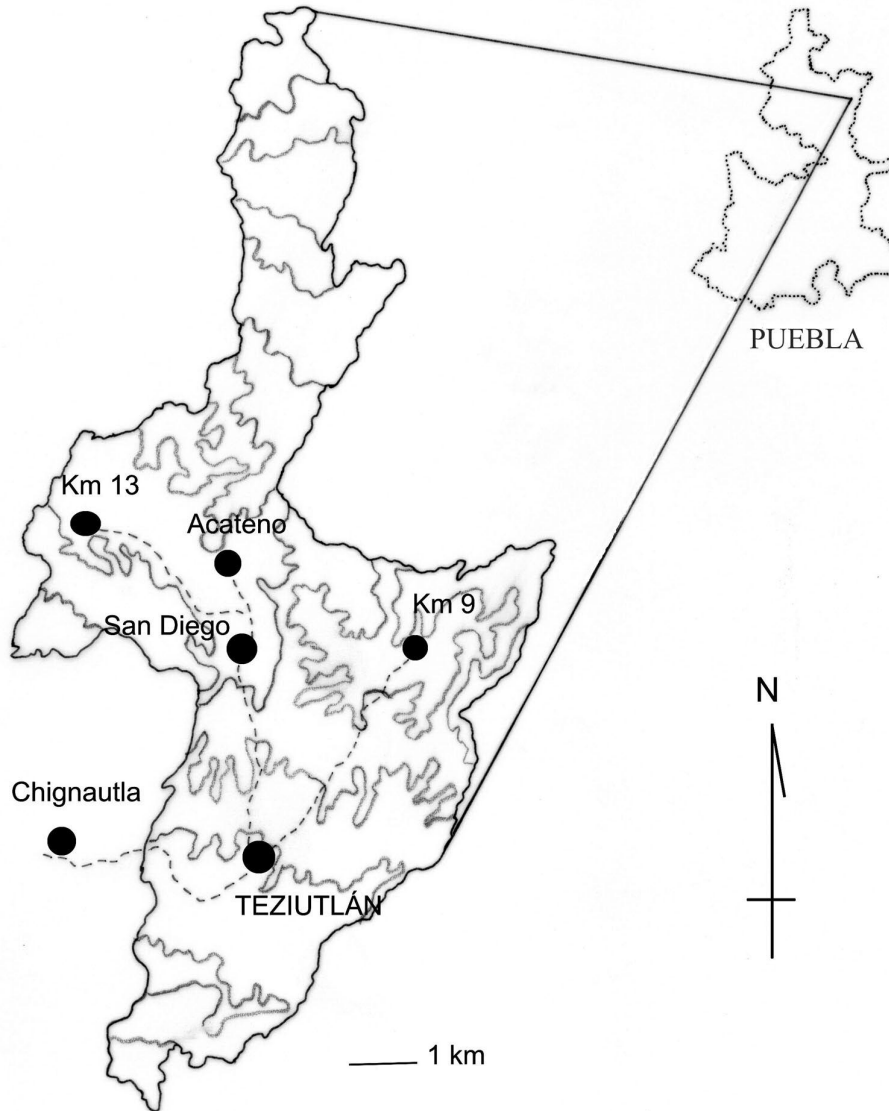 PUEBLA
Km 13
Acateno
Km 9
San Diego
N
Chignautla
TEZIUTLÁN
1 km